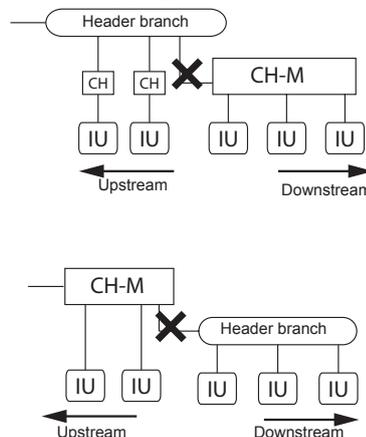 Header branch
CH CH CH-M
IU IU IU IU IU
Upstream Downstream
CH-M
Header branch
IU IU IU IU IU
Upstream Downstream